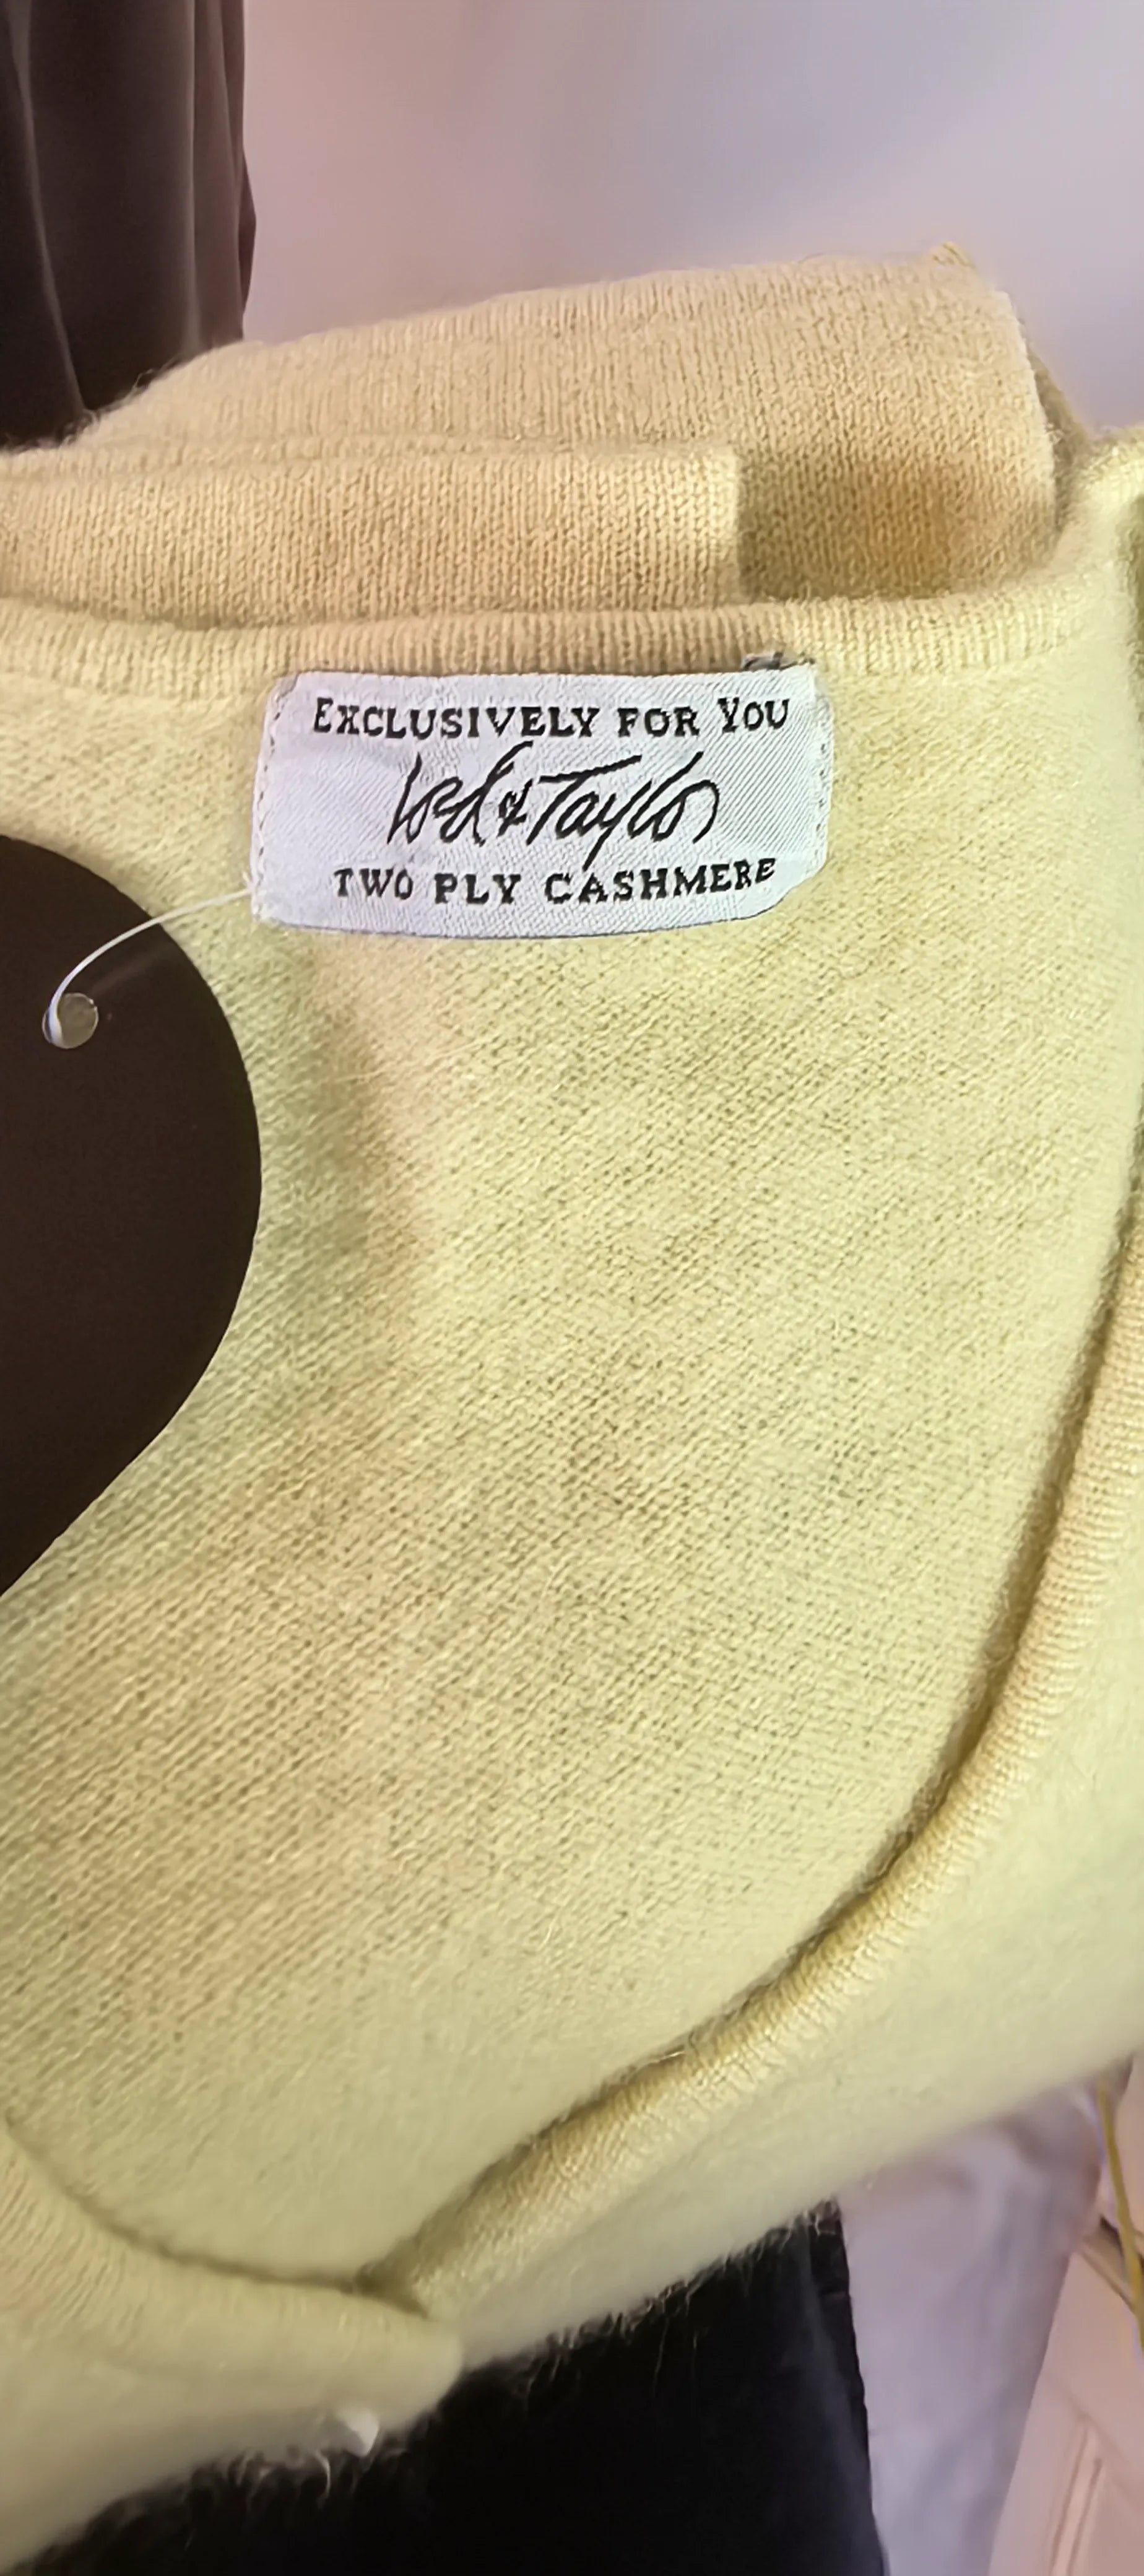 EXCLUSIVELY FOR YOU
Lord & Taylor
TWO PLY CASHMERE